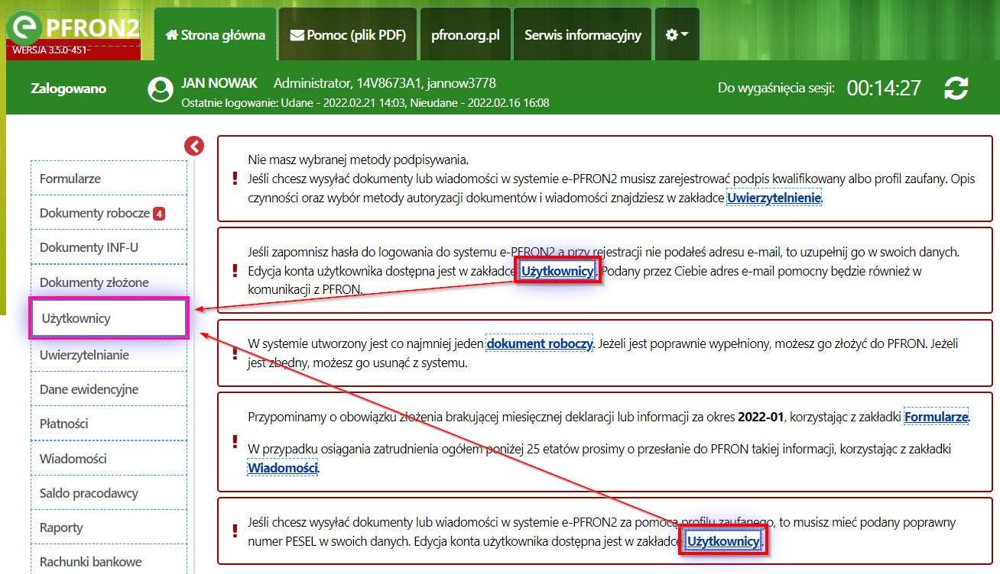 e PFRON2
WERSJA 3.5.0-451-
Strona główna
Pomoc (plik PDF)
pfron.org.pl
Serwis informacyjny
Zalogowano
JAN NOWAK Administrator, 14V8673A1, jannow3778
Ostatnie logowanie: Udane - 2022.02.21 14:03, Nieudane - 2022.02.16 16:08
Do wygaśnięcia sesji: 00:14:27
Formularze
Dokumenty robocze 4
Dokumenty INF-U
Dokumenty złożone
Użytkownicy
Uwierzytelnianie
Dane ewidencyjne
Płatności
Wiadomości
Saldo pracodawcy
Raporty
Rachunki bankowe
Nie masz wybranej metody podpisywania.
Jeśli chcesz wysyłać dokumenty lub wiadomości w systemie e-PFRON2 musisz zarejestrować podpis kwalifikowany albo profil zaufany. Opis
czynności oraz wybór metody autoryzacji dokumentów i wiadomości znajdziesz w zakładce Uwierzytelnienie.
Jeśli zapomnisz hasła do logowania do systemu e-PFRON2 a przy rejestracji nie podałeś adresu e-mail, to uzupełnij go w swoich danych.
Edycja konta użytkownika dostępna jest w zakładce Użytkownicy. Podany przez Ciebie adres e-mail pomocny będzie również w
komunikacji z PFRON.
W systemie utworzony jest co najmniej jeden dokument roboczy. Jeżeli jest poprawnie wypełniony, możesz go złożyć do PFRON. Jeżeli
jest zbędny, możesz go usunąć z systemu.
Przypominamy o obowiązku złożenia brakującej miesięcznej deklaracji lub informacji za okres 2022-01, korzystając z zakładki Formularze.
W przypadku osiągania zatrudnienia ogółem poniżej 25 etatów prosimy o przesłanie do PFRON takiej informacji, korzystając z zakładki
Wiadomości.
Jeśli chcesz wysyłać dokumenty lub wiadomości w systemie e-PFRON2 za pomocą profilu zaufanego, to musisz mieć podany poprawny
numer PESEL w swoich danych. Edycja konta użytkownika dostępna jest w zakładce Użytkownicy.